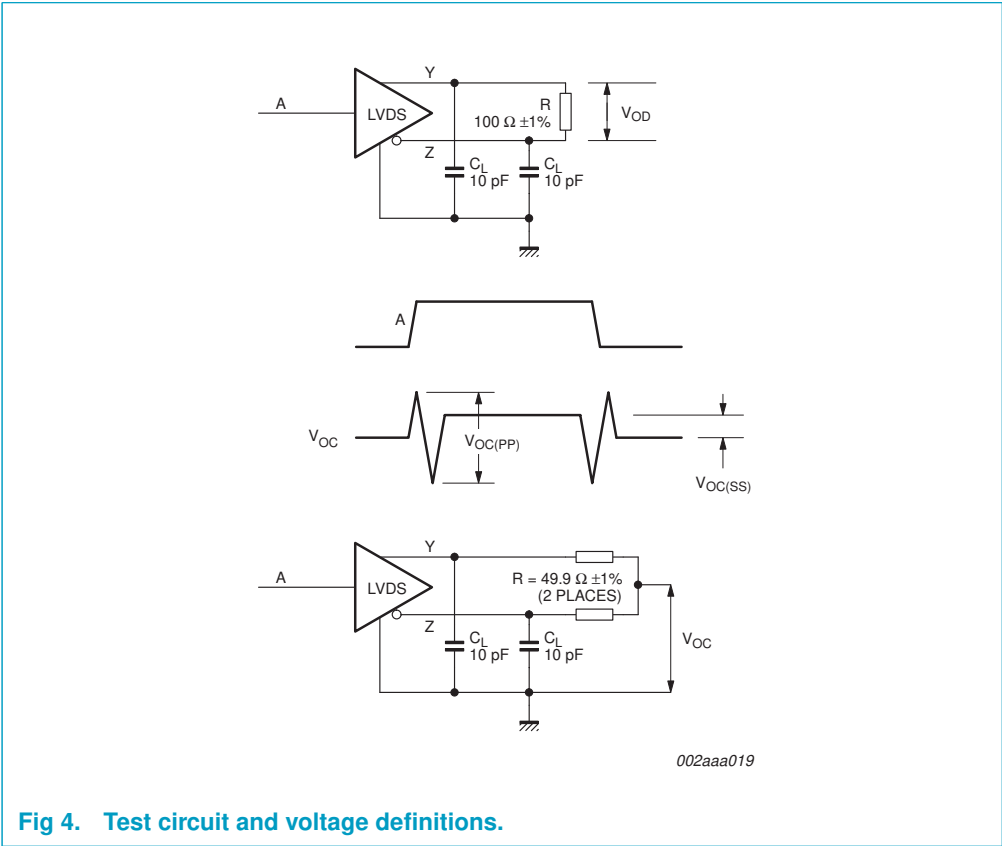 Y
A
LVDS
R
100 Ω ±1%
VOD
Z
CL
10 pF
CL
10 pF
A
VOC
VOC(PP)
VOC(SS)
Y
A
LVDS
R = 49.9 Ω ±1%
(2 PLACES)
Z
CL
10 pF
CL
10 pF
VOC
002aaa019
Fig 4. Test circuit and voltage definitions.